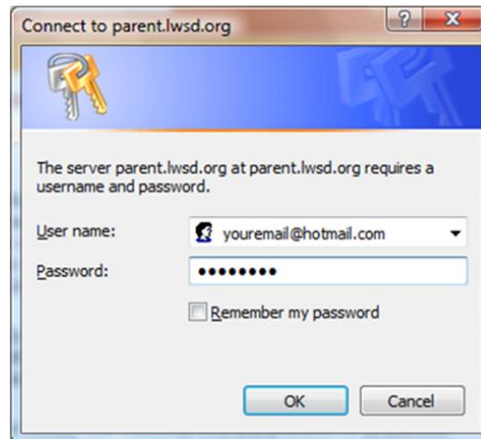 Connect to parent.lwsd.org
The server parent.lwsd.org at parent.lwsd.org requires a
username and password.
User name:
youremail@hotmail.com
Password:
••••••••
Remember my password
OK
Cancel